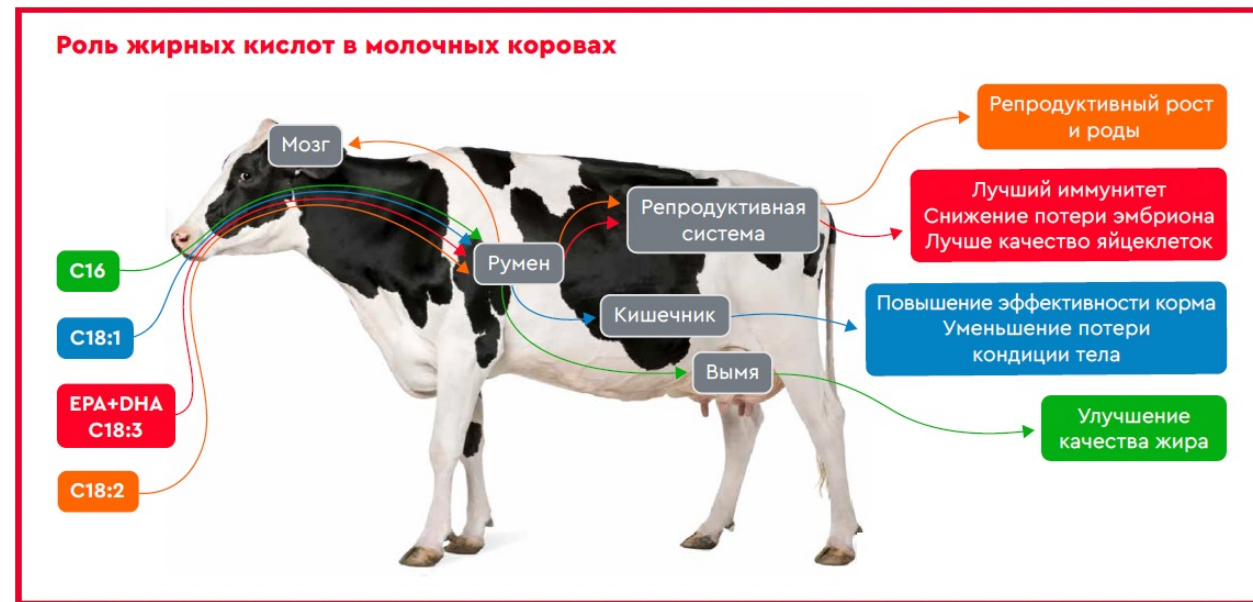 Роль жирных кислот в молочных коровах
Мозг
Румен
Репродуктивная
система
Кишечник
Вымя
C16
C18:1
EPA+DHA
C18:3
C18:2
Репродуктивный рост
и роды
Лучший иммунитет
Снижение потери эмбриона
Лучше качество яйцеклеток
Повышение эффективности корма
Уменьшение потери
кондиции тела
Улучшение
качества жира